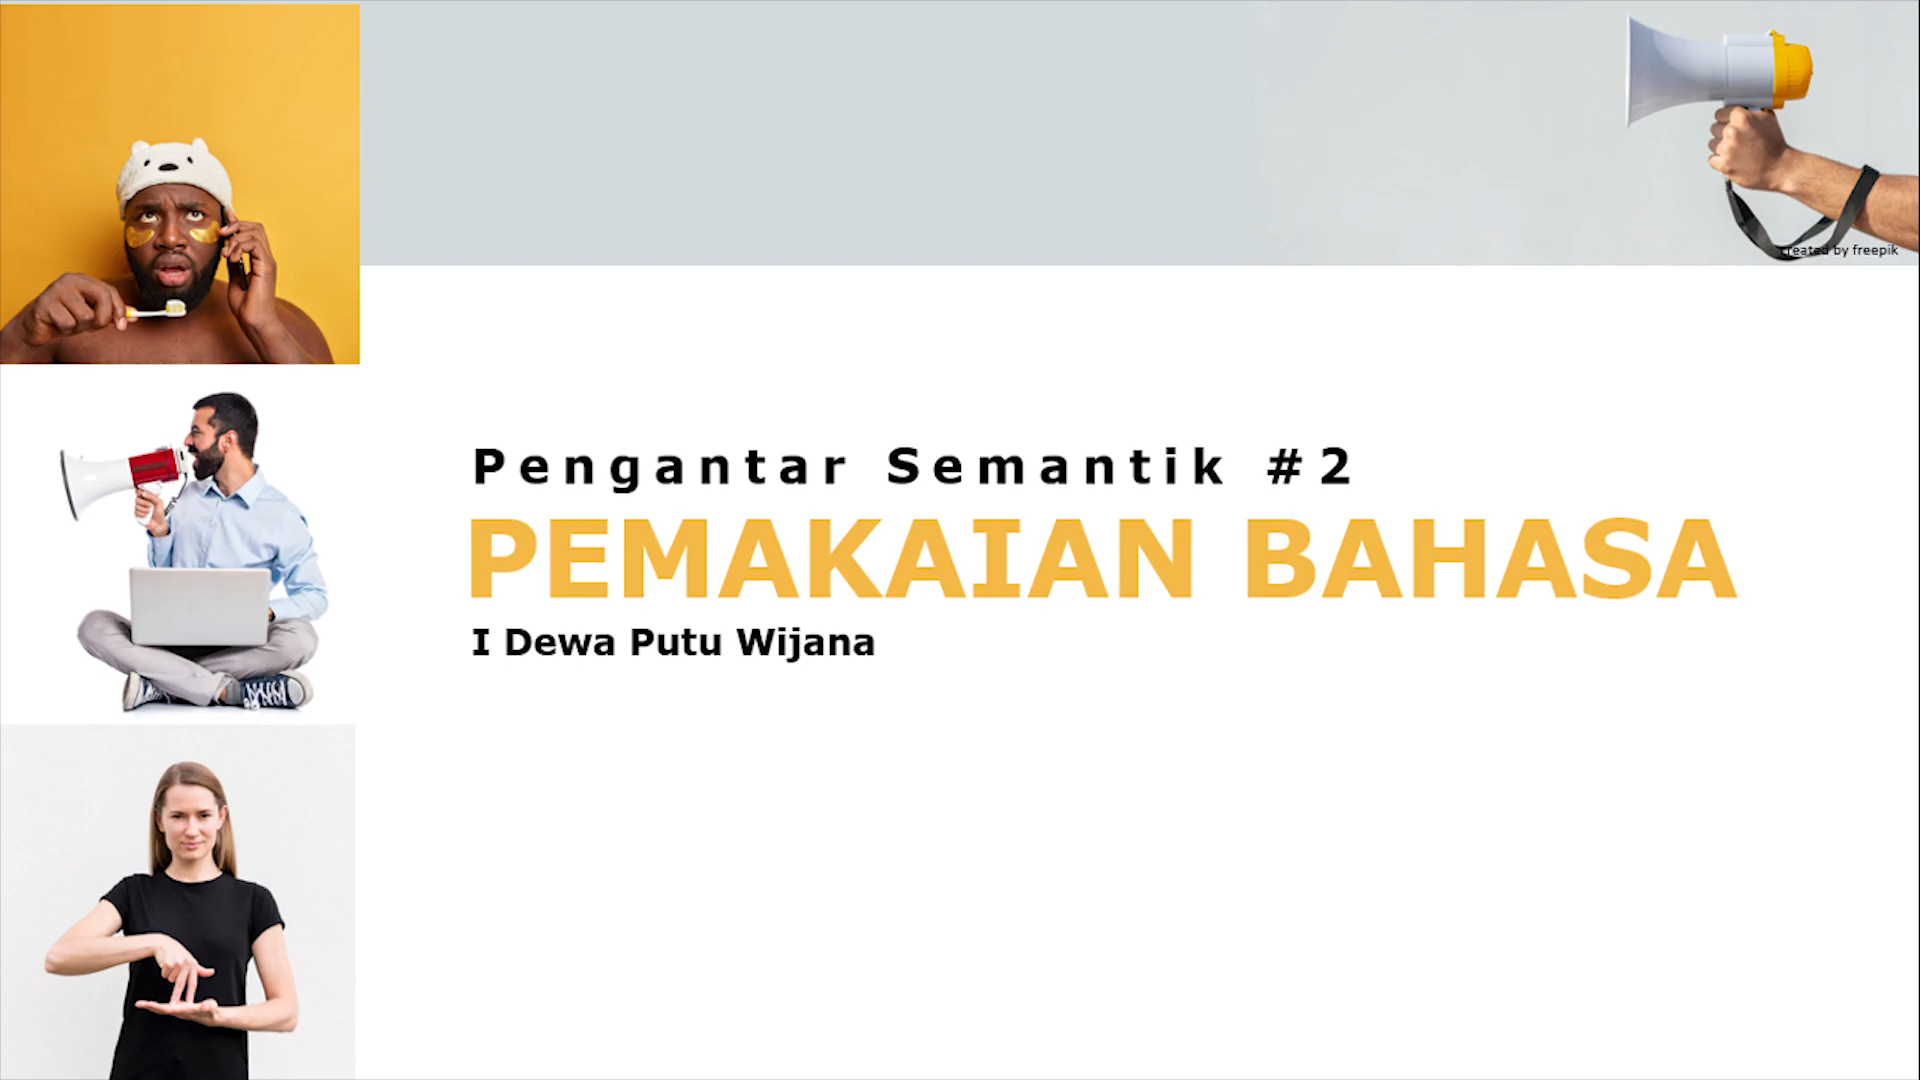 created by freepik
Pengantar Semantik #2
PEMAKAIAN BAHASA
I Dewa Putu Wijana